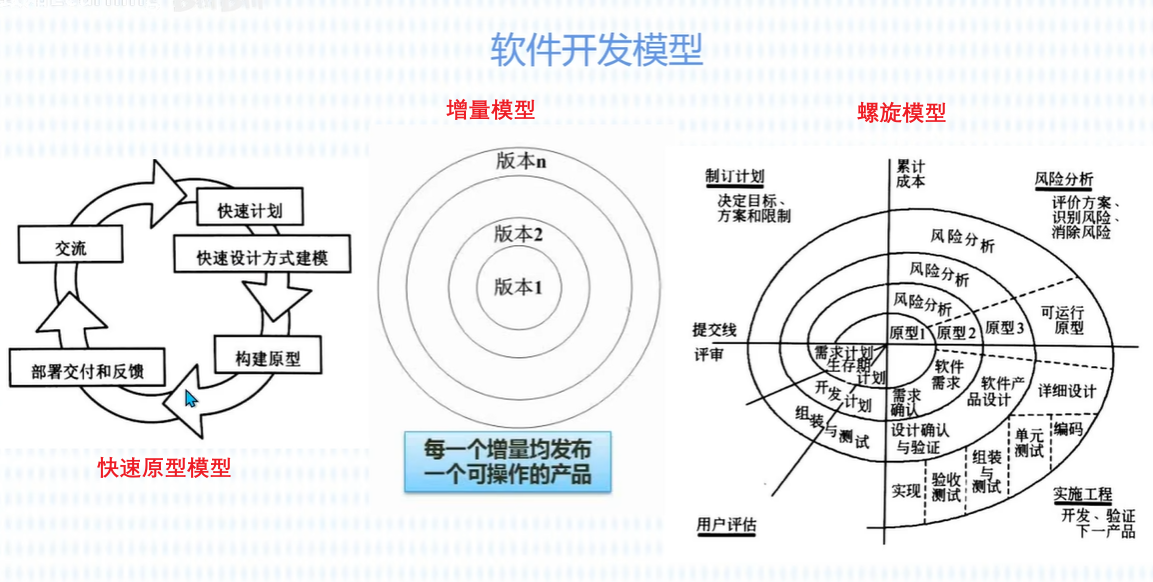 软件开发模型
增量模型
螺旋模型
快速计划
快速设计方式建模
交流
构建原型
部署交付和反馈
快速原型模型
版本n
版本2
版本1
每一个增量均发布
一个可操作的产品
制订计划
决定目标、
方案和限制
累计
成本
风险分析
评价方案、
识别风险、
消除风险
风险分析
风险分析
风险分析
原型1
原型2
原型3
可运行
原型
提交线
评审
需求计划
生存期
计划
开发计划
组装与测试
需求
确认
软件
需求
软件产
品设计
详细设计
设计确认
与验证
实现
验收
测试
组装
与
测试
单元
测试
编码
实施工程
开发、验证
下一产品
用户评估